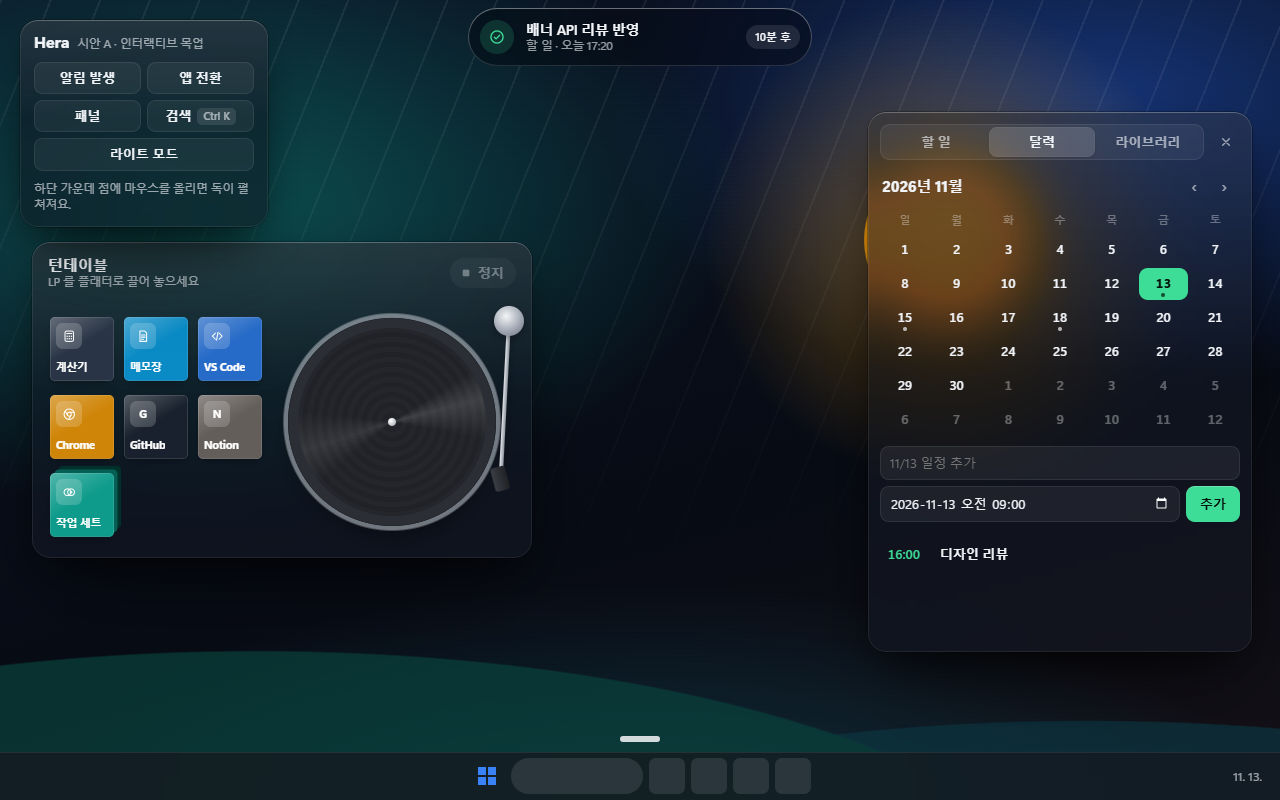 Hera 시안 A · 인터랙티브 목업
알림 발생
앱 전환
패널
검색 Ctrl K
라이트 모드
하단 가운데 점에 마우스를 올리면 독이 펼
쳐져요.
배너 API 리뷰 반영
할 일 · 오늘 17:20
10분 후
턴테이블
LP 를 플래터로 끌어 놓으세요
정지
계산기
메모장
VS Code
Chrome
G
GitHub
N
Notion
작업 세트
할 일
달력
라이브러리
2026년 11월
일 월 화 수 목 금 토
1 2 3 4 5 6 7
8 9 10 11 12 13 14
15 16 17 18 19 20 21
22 23 24 25 26 27 28
29 30 1 2 3 4 5
6 7 8 9 10 11 12
11/13 일정 추가
2026-11-13 오전 09:00
추가
16:00 디자인 리뷰
11. 13.